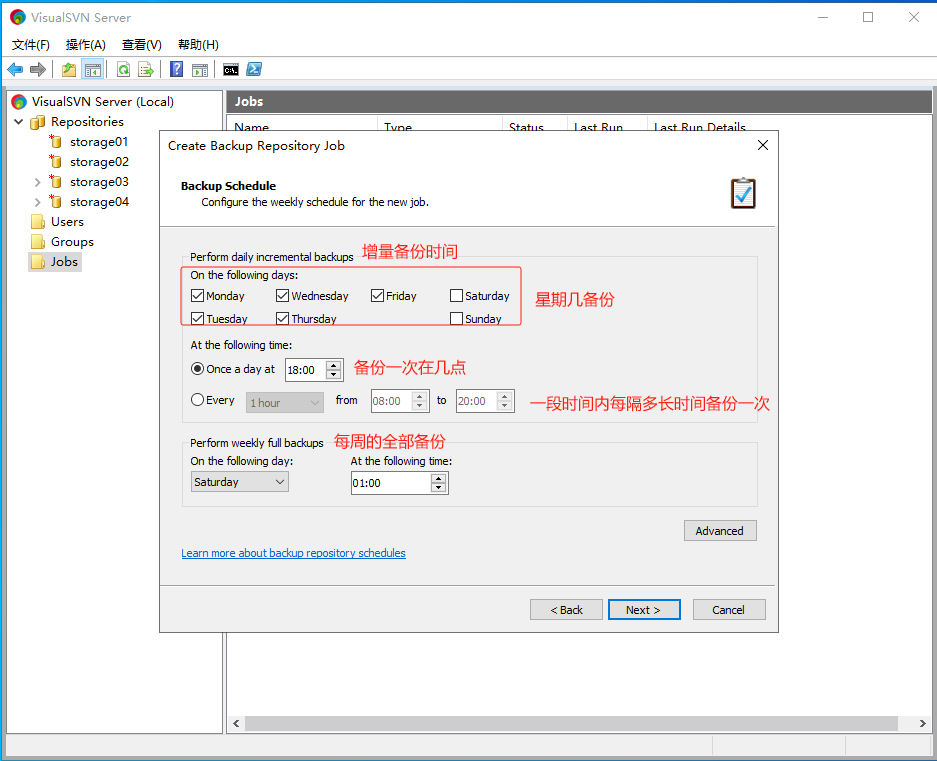 VisualSVN Server
文件(F) 操作(A) 查看(V) 帮助(H)
VisualSVN Server (Local)
Repositories
storage01
storage02
storage03
storage04
Users
Groups
Jobs
Jobs
Name Type Status Last Run Last Run Details
Create Backup Repository Job
Backup Schedule
Configure the weekly schedule for the new job.
Perform daily incremental backups 增量备份时间
On the following days:
Monday Wednesday Friday Saturday
星期几备份
Tuesday Thursday Sunday
At the following time:
Once a day at 18:00 备份一次在几点
Every 1 hour from 08:00 to 20:00 一段时间内每隔多长时间备份一次
Perform weekly full backups 每周的全部备份
On the following day: At the following time:
Saturday 01:00
Advanced
Learn more about backup repository schedules
< Back Next > Cancel